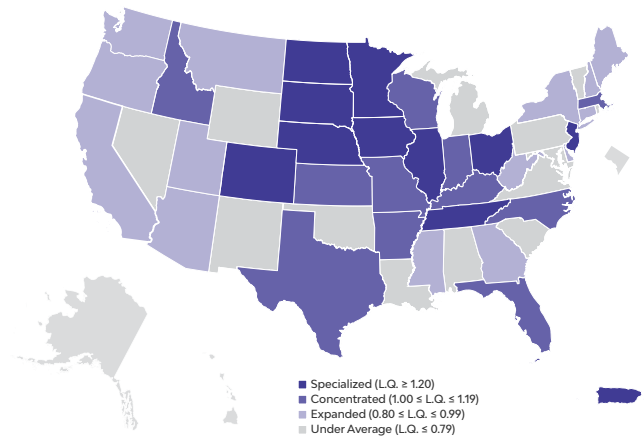 Specialized (L.Q. ≥ 1.20)
Concentrated (1.00 ≤ L.Q. ≤ 1.19)
Expanded (0.80 ≤ L.Q. ≤ 0.99)
Under Average (L.Q. ≤ 0.79)